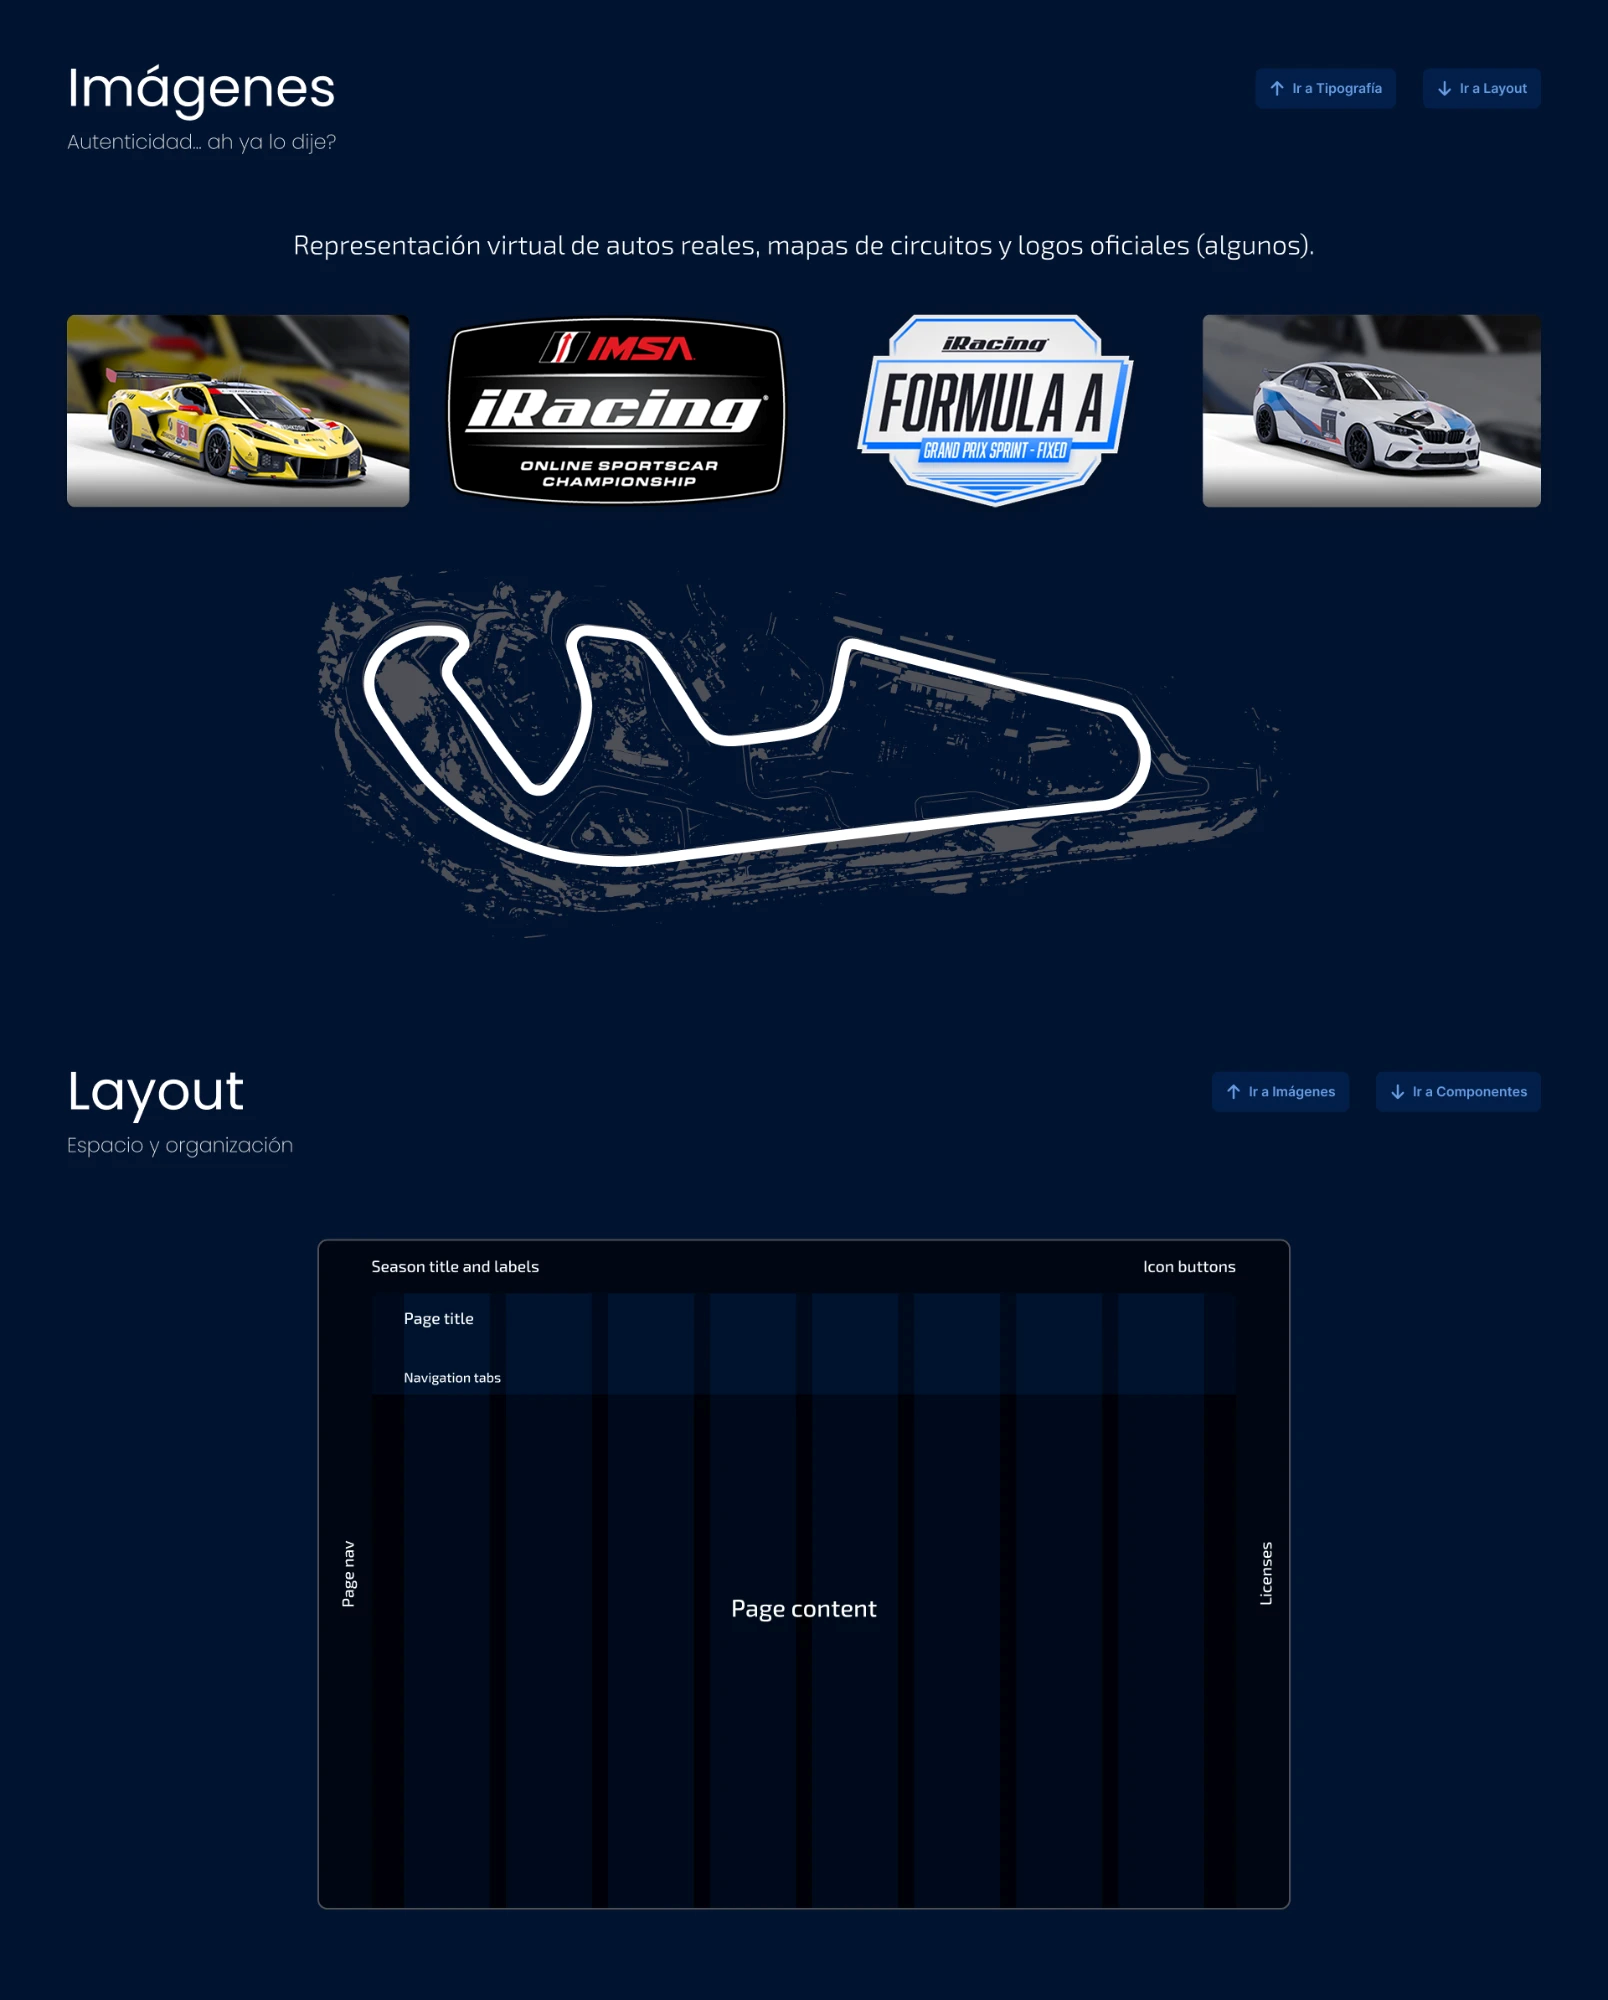 Imágenes
Ir a Tipografía
Ir a Layout
Autenticidad... ah ya lo dije?
Representación virtual de autos reales, mapas de circuitos y logos oficiales (algunos).
IMSA
iRacing®
ONLINE SPORTSCAR
CHAMPIONSHIP
iRacing
FORMULA A
GRAND PRIX SPRINT - FIXED
Layout
Ir a Imágenes
Ir a Componentes
Espacio y organización
Season title and labels
Icon buttons
Page title
Navigation tabs
Page nav
Page content
Licenses